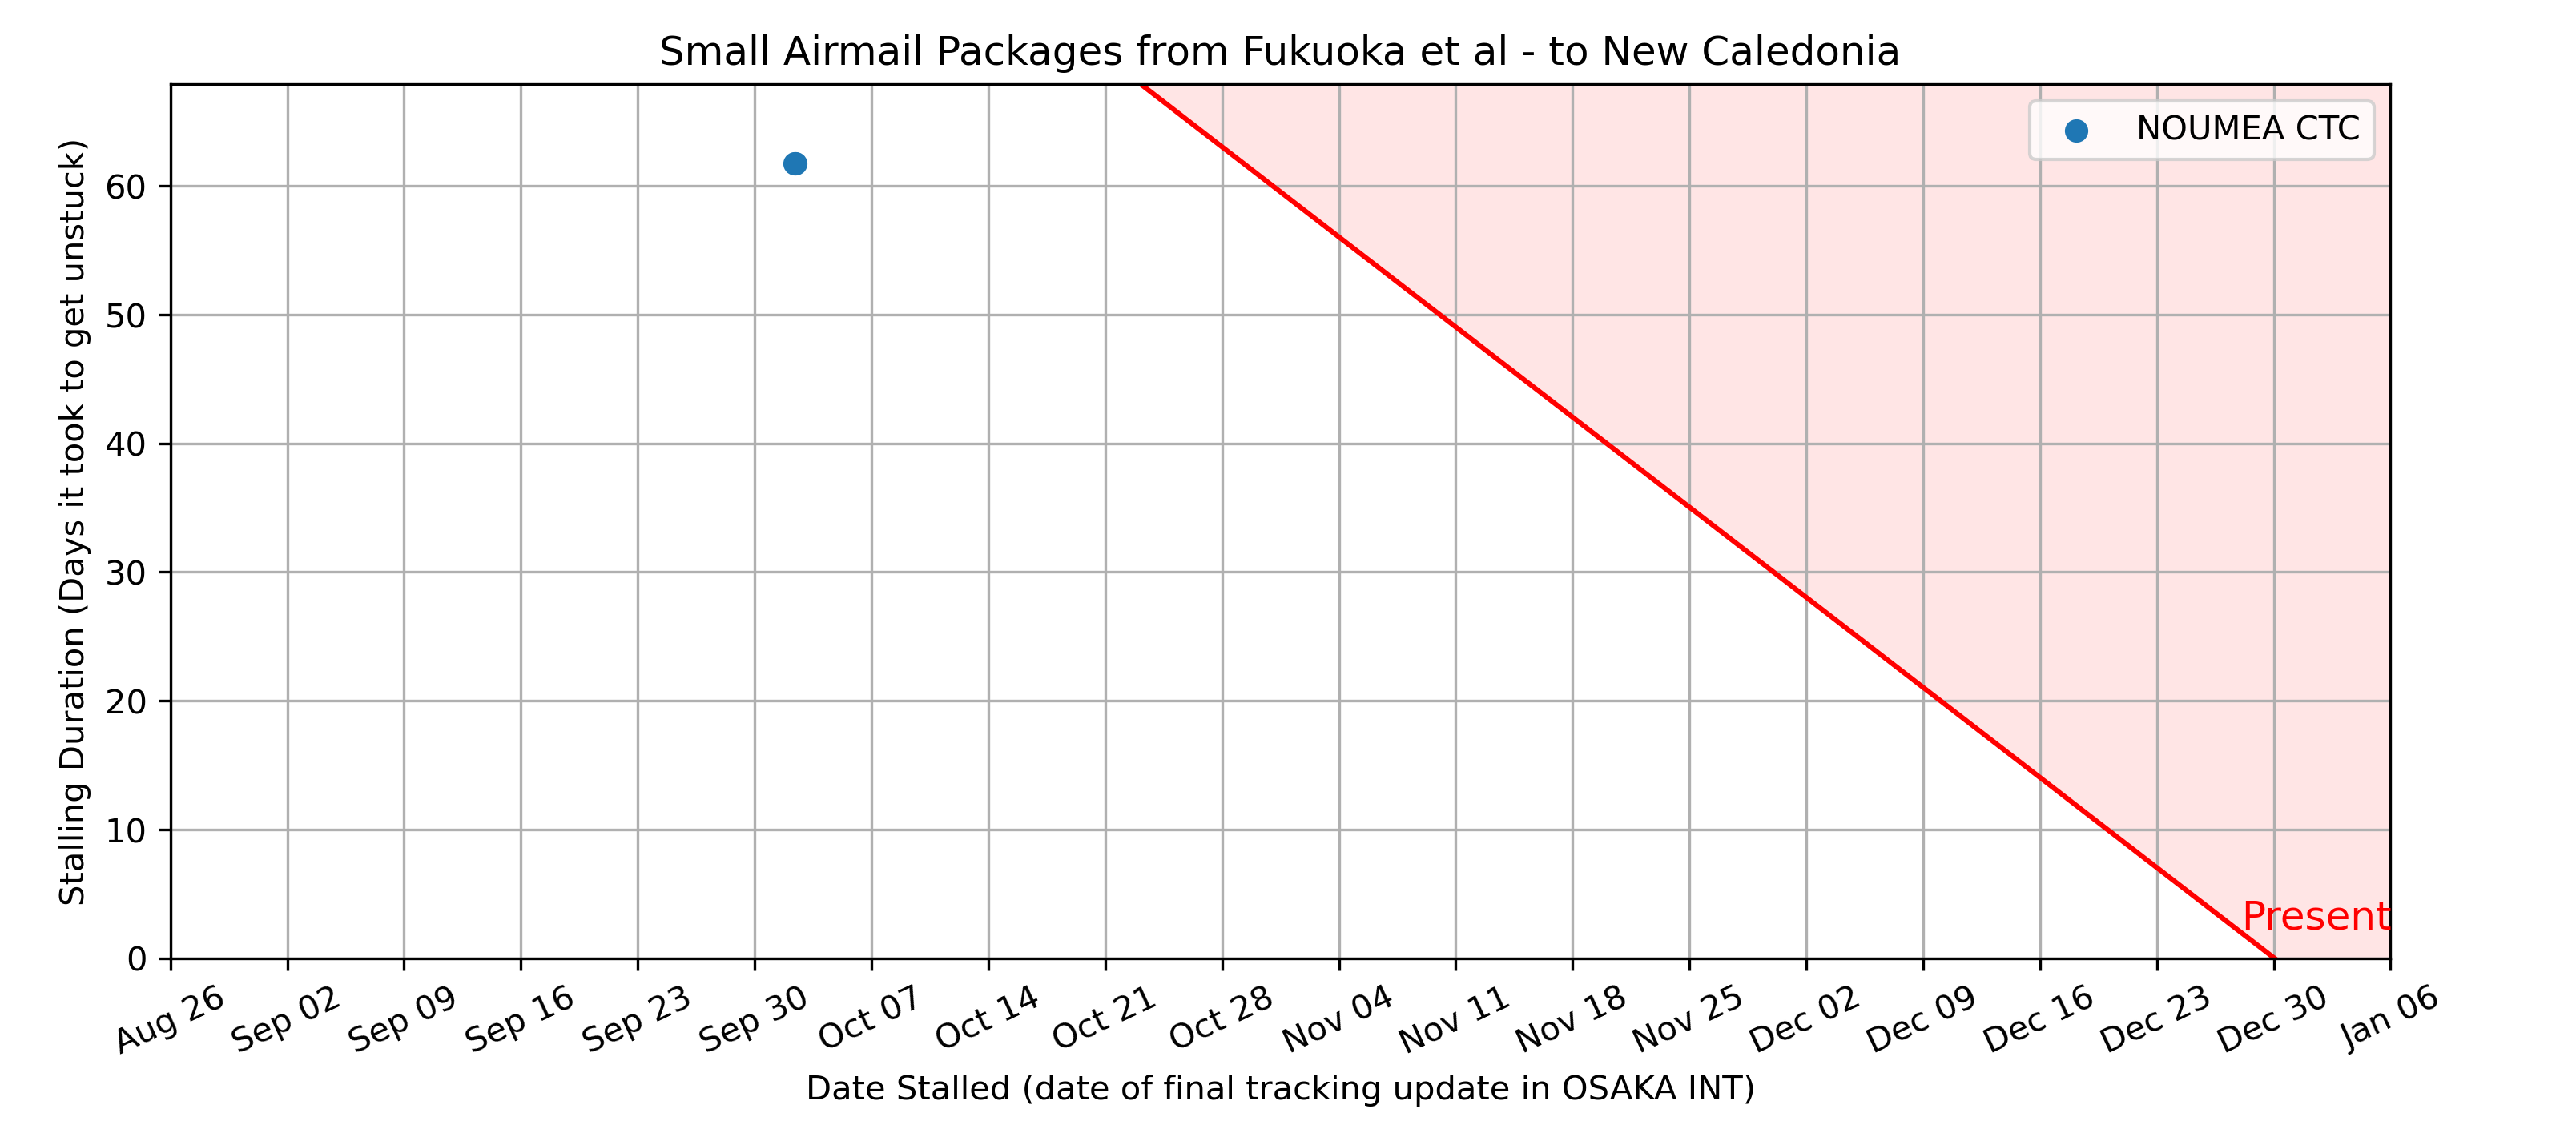 Small Airmail Packages from Fukuoka et al - to New Caledonia
NOUMEA CTC
Stalling Duration (Days it took to get unstuck)
60
50
40
30
20
10
0
Present
Aug 26
Sep 02
Sep 09
Sep 16
Sep 23
Sep 30
Oct 07
Oct 14
Oct 21
Oct 28
Nov 04
Nov 11
Nov 18
Nov 25
Dec 02
Dec 09
Dec 16
Dec 23
Dec 30
Jan 06
Date Stalled (date of final tracking update in OSAKA INT)